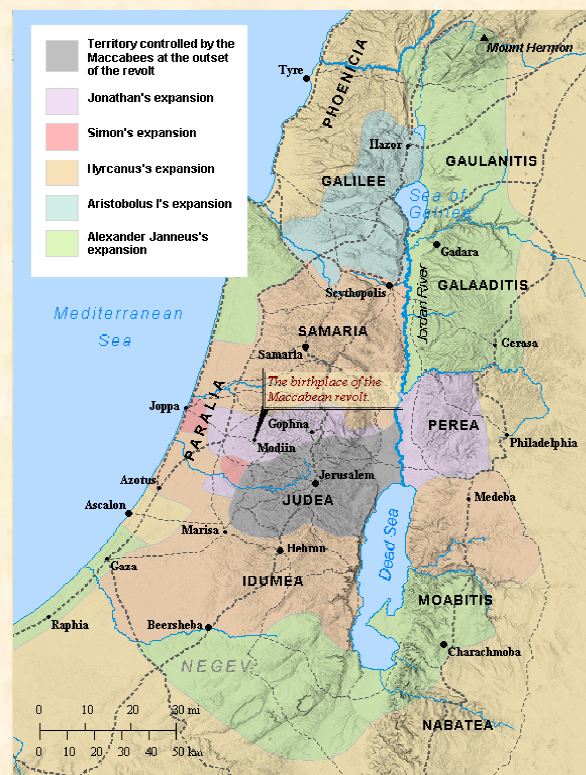 Territory controlled by the
Maccabees at the outset
of the revolt
Jonathan's expansion
Simon's expansion
Hyrcanus's expansion
Aristobolus I's expansion
Alexander Janneus's
expansion
Mount Hermon
Tyre
PHOENICIA
Hazor
GAULANITIS
GALILEE
Sea of
Galilee
Gadara
GALAADITIS
Scythopolis
Jordan River
Mediterranean
Sea
SAMARIA
Samaria
Gerasa
The birthplace of the
Maccabean revolt.
Joppa
PARALIA
Gophna
PEREA
Modiin
Philadelphia
Jerusalem
Azotus
JUDEA
Medeba
Ascalon
Marisa
Dead Sea
Hebron
Gaza
IDUMEA
MOABITIS
Raphia
Beersheba
Charachmoba
NEGEV
NABATEA
0 10 20 30 mi
0 10 20 30 40 50 km